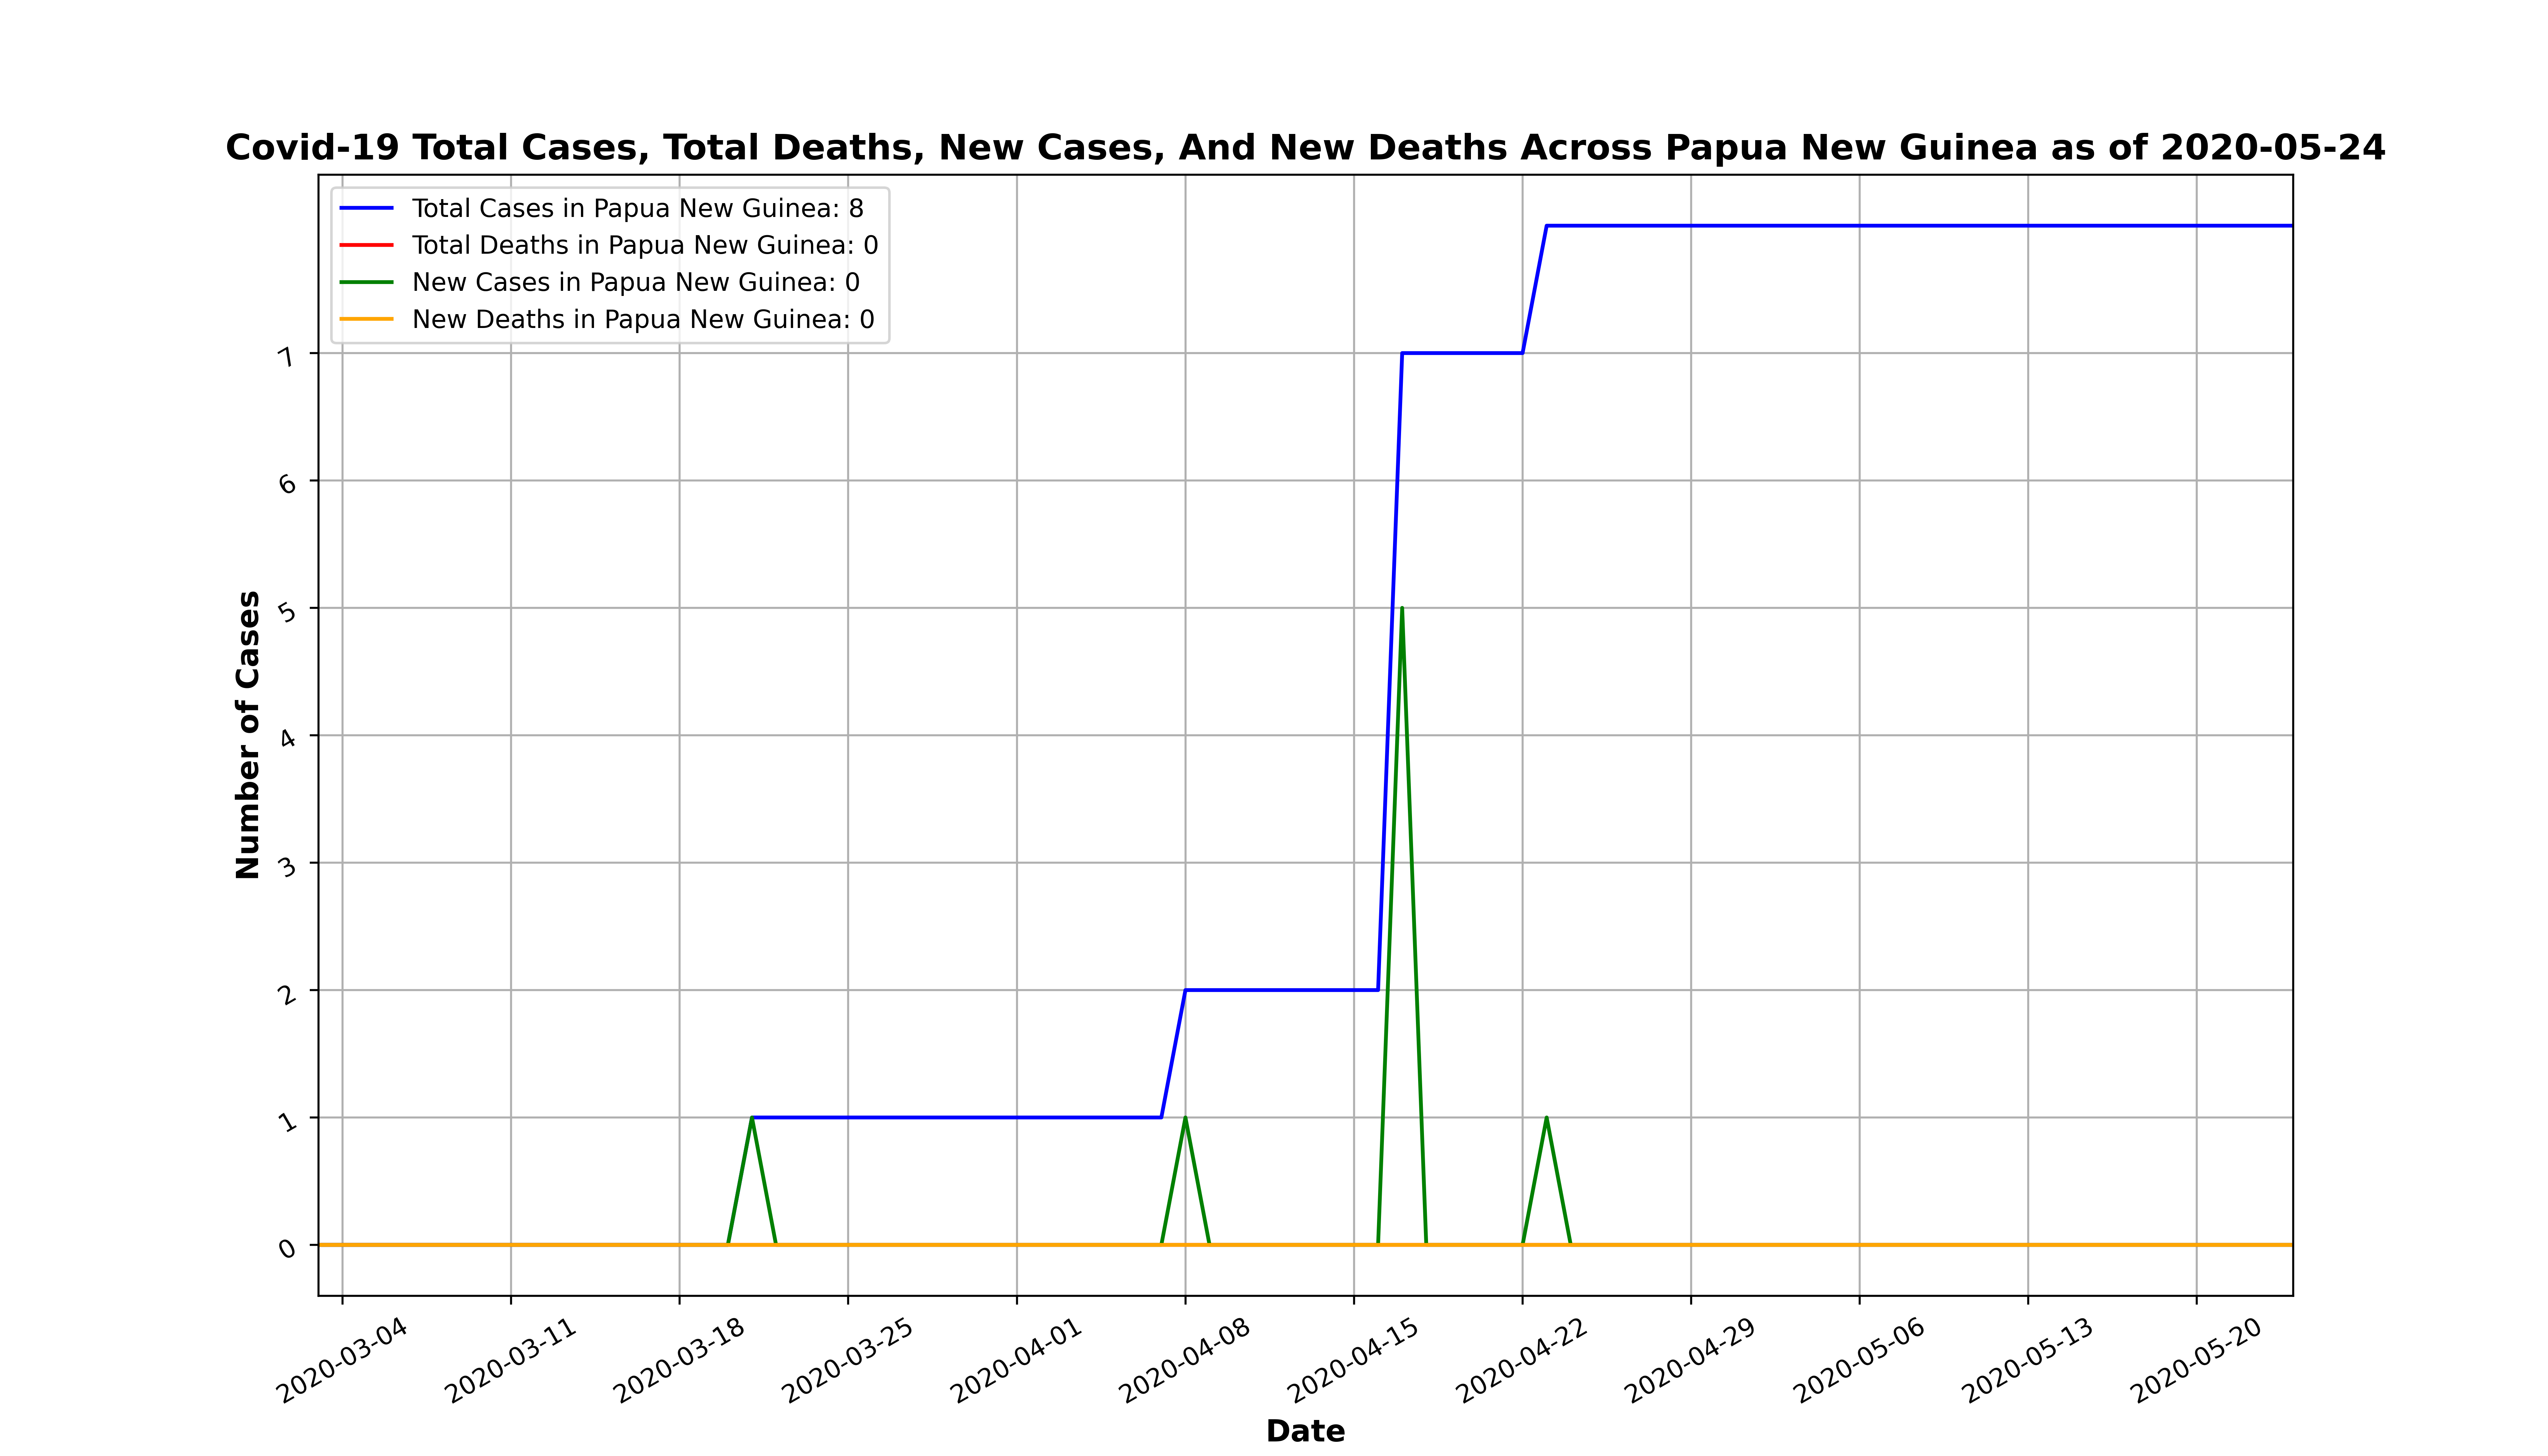 Covid-19 Total Cases, Total Deaths, New Cases, And New Deaths Across Papua New Guinea as of 2020-05-24
Total Cases in Papua New Guinea: 8
Total Deaths in Papua New Guinea: 0
New Cases in Papua New Guinea: 0
New Deaths in Papua New Guinea: 0
7
6
5
4
3
2
1
0
Number of Cases
2020-03-04
2020-03-11
2020-03-18
2020-03-25
2020-04-01
2020-04-08
2020-04-15
2020-04-22
2020-04-29
2020-05-06
2020-05-13
2020-05-20
Date